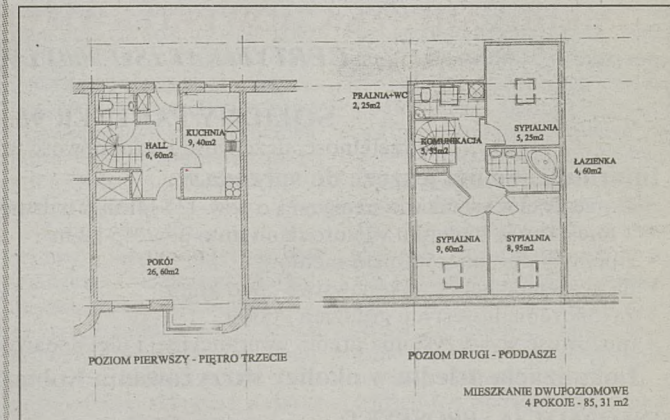 PRALNIA+WC
2, 25m2
KUCHNIA
9, 40m2
HALL
6, 60m2
KOMUNIKACJA
5, 35m2
SYPIALNIA
5, 25m2
ŁAZIENKA
4, 60m2
POKÓJ
26, 60m2
SYPIALNIA
9, 60m2
SYPIALNIA
8, 95m2
POZIOM PIERWSZY - PIĘTRO TRZECIE
POZIOM DRUGI - PODDASZE
MIESZKANIE DWUPOZIOMOWE
4 POKOJE - 85, 31 m2